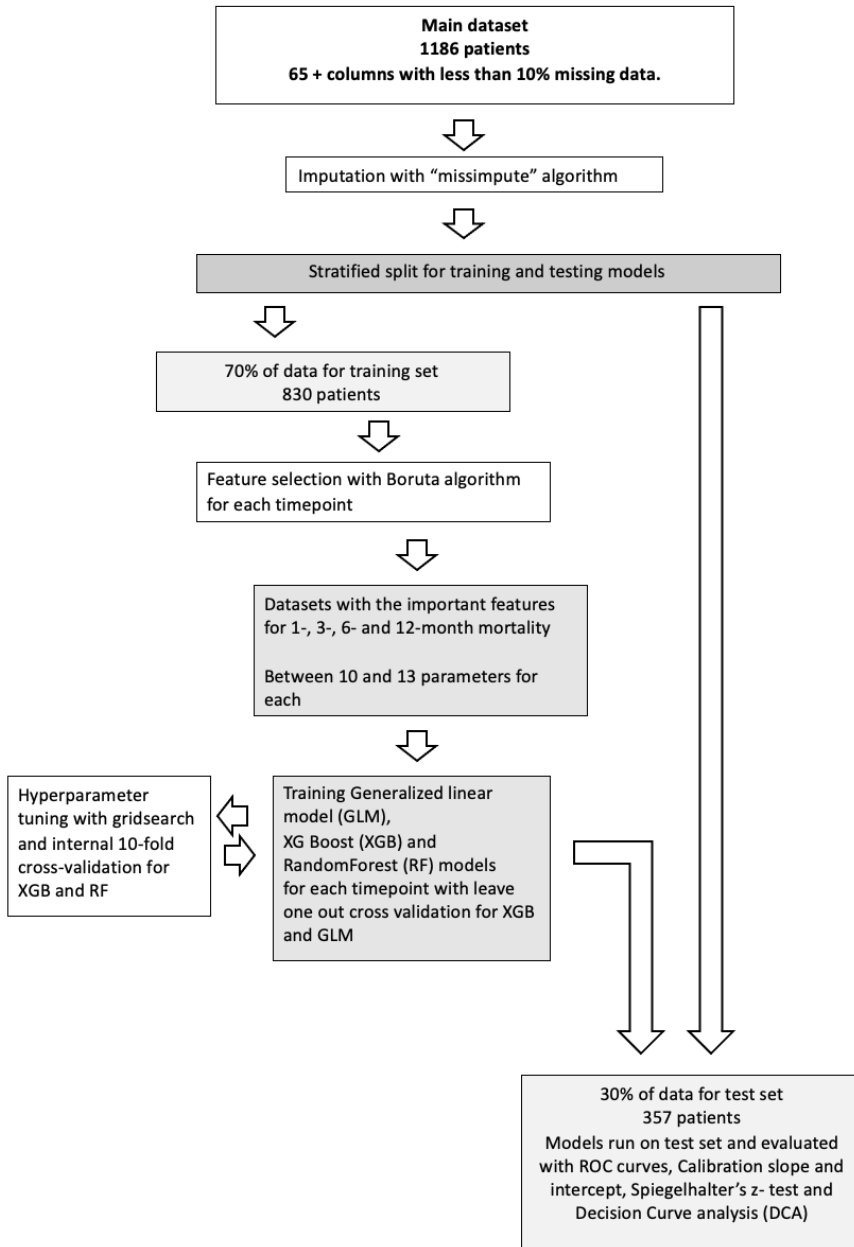 Main dataset
1186 patients
65 + columns with less than 10% missing data.
Imputation with “missimpute” algorithm
Stratified split for training and testing models
70% of data for training set
830 patients
Feature selection with Boruta algorithm
for each timepoint
Datasets with the important features
for 1-, 3-, 6- and 12-month mortality
Between 10 and 13 parameters for
each
Hyperparameter
tuning with gridsearch
and internal 10-fold
cross-validation for
XGB and RF
Training Generalized linear
model (GLM),
XG Boost (XGB) and
RandomForest (RF) models
for each timepoint with leave
one out cross validation for XGB
and GLM
30% of data for test set
357 patients
Models run on test set and evaluated
with ROC curves, Calibration slope and
intercept, Spiegelhalter’s z- test and
Decision Curve analysis (DCA)